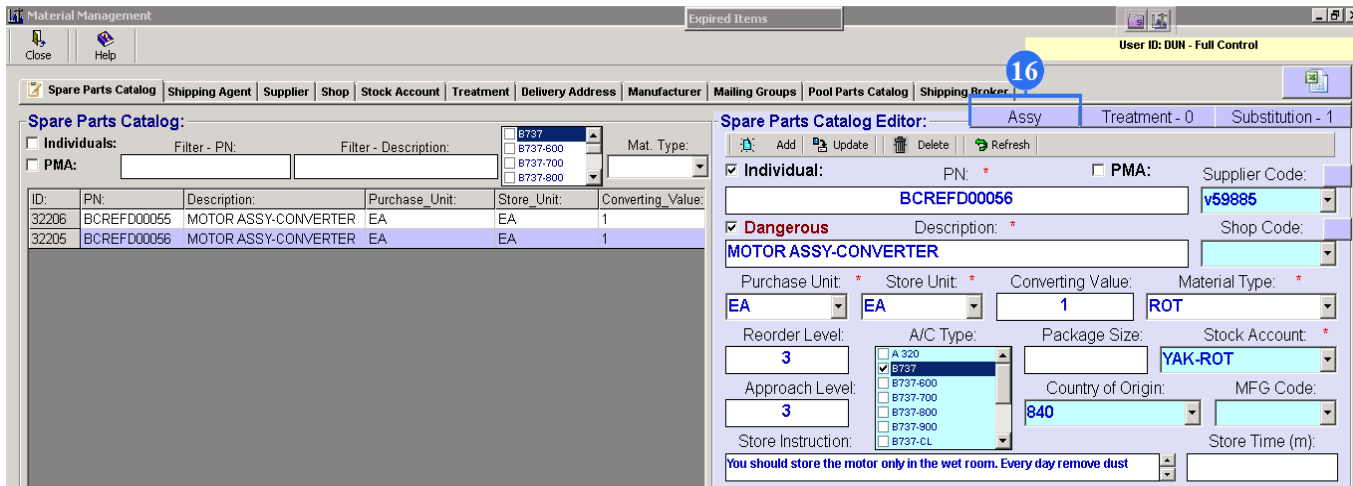 Material Management
Expired Items
Close
Help
User ID: DUN - Full Control
16
Spare Parts Catalog Shipping Agent Supplier Shop Stock Account Treatment Delivery Address Manufacturer Mailing Groups Pool Parts Catalog Shipping Broker
Spare Parts Catalog:
Individuals:
PMA:
Filter - PN:
Filter - Description:
B737
B737-600
B737-700
B737-800
Mat. Type:
ID: PN: Description: Purchase_Unit: Store_Unit: Converting_Value:
32206 BCREFD00055 MOTOR ASSY-CONVERTER EA EA 1
32205 BCREFD00056 MOTOR ASSY-CONVERTER EA EA 1
Spare Parts Catalog Editor:
Assy
Treatment - 0
Substitution - 1
Add Update Delete Refresh
Individual: PN: * PMA: Supplier Code:
BCREFD00056 v59885
Dangerous Description: * Shop Code:
MOTOR ASSY-CONVERTER
Purchase Unit: * Store Unit: * Converting Value: Material Type: *
EA EA 1 ROT
Reorder Level: A/C Type: Package Size: Stock Account: *
3
A 320
B737
B737-600
B737-700
B737-800
B737-900
B737-CL
YAK-ROT
Approach Level: Country of Origin: MFG Code:
3 840
Store Instruction: Store Time (m):
You should store the motor only in the wet room. Every day remove dust